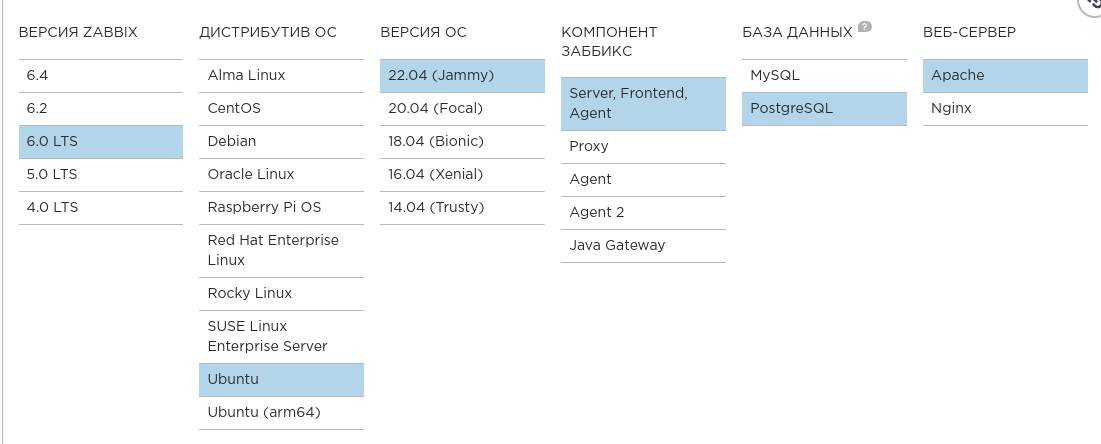 ВЕРСИЯ ZABBIX
6.4
6.2
6.0 LTS
5.0 LTS
4.0 LTS
ДИСТРИБУТИВ ОС
Alma Linux
CentOS
Debian
Oracle Linux
Raspberry Pi OS
Red Hat Enterprise
Linux
Rocky Linux
SUSE Linux
Enterprise Server
Ubuntu
Ubuntu (arm64)
ВЕРСИЯ ОС
22.04 (Jammy)
20.04 (Focal)
18.04 (Bionic)
16.04 (Xenial)
14.04 (Trusty)
КОМПОНЕНТ
ЗАББИКС
Server, Frontend,
Agent
Proxy
Agent
Agent 2
Java Gateway
БАЗА ДАННЫХ ?
MySQL
PostgreSQL
ВЕБ-СЕРВЕР
Apache
Nginx